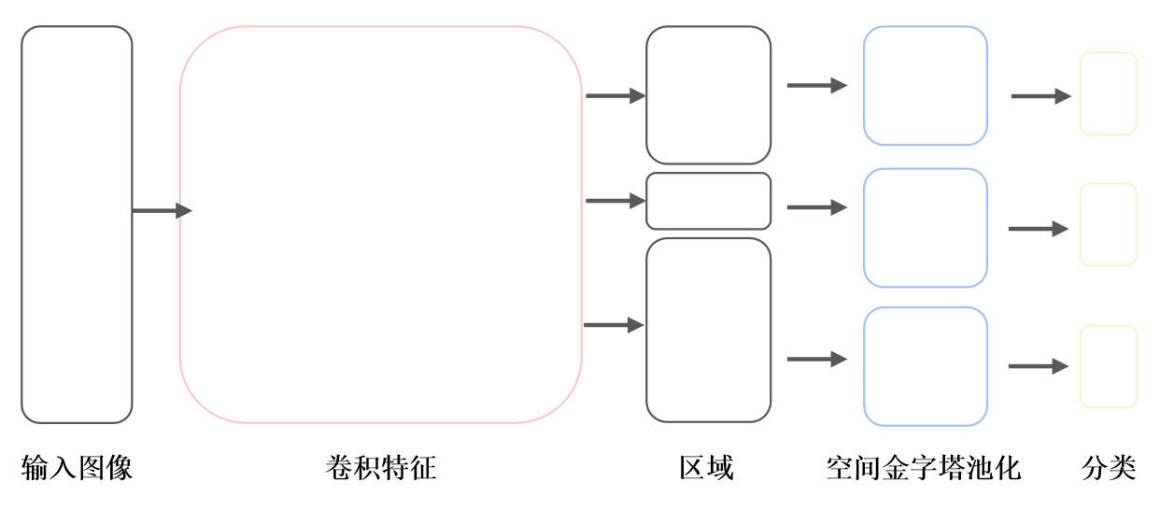 输入图像
卷积特征
区域
空间金字塔池化
分类